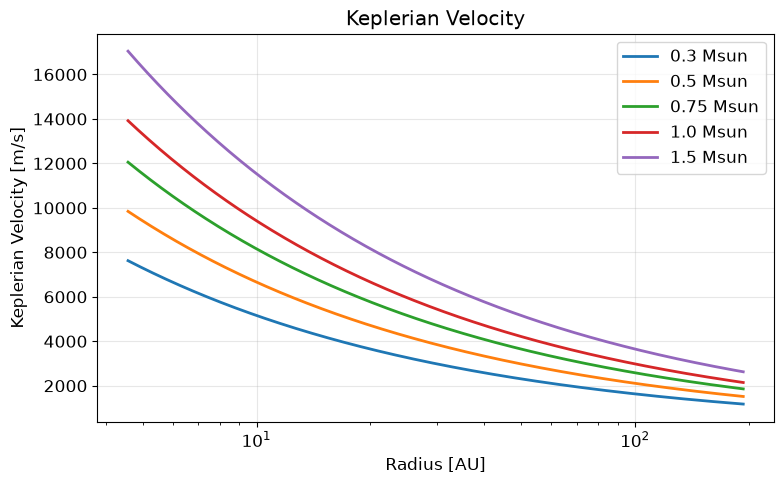 Keplerian Velocity
Keplerian Velocity [m/s]
16000
14000
12000
10000
8000
6000
4000
2000
0.3 Msun
0.5 Msun
0.75 Msun
1.0 Msun
1.5 Msun
10¹
10²
Radius [AU]